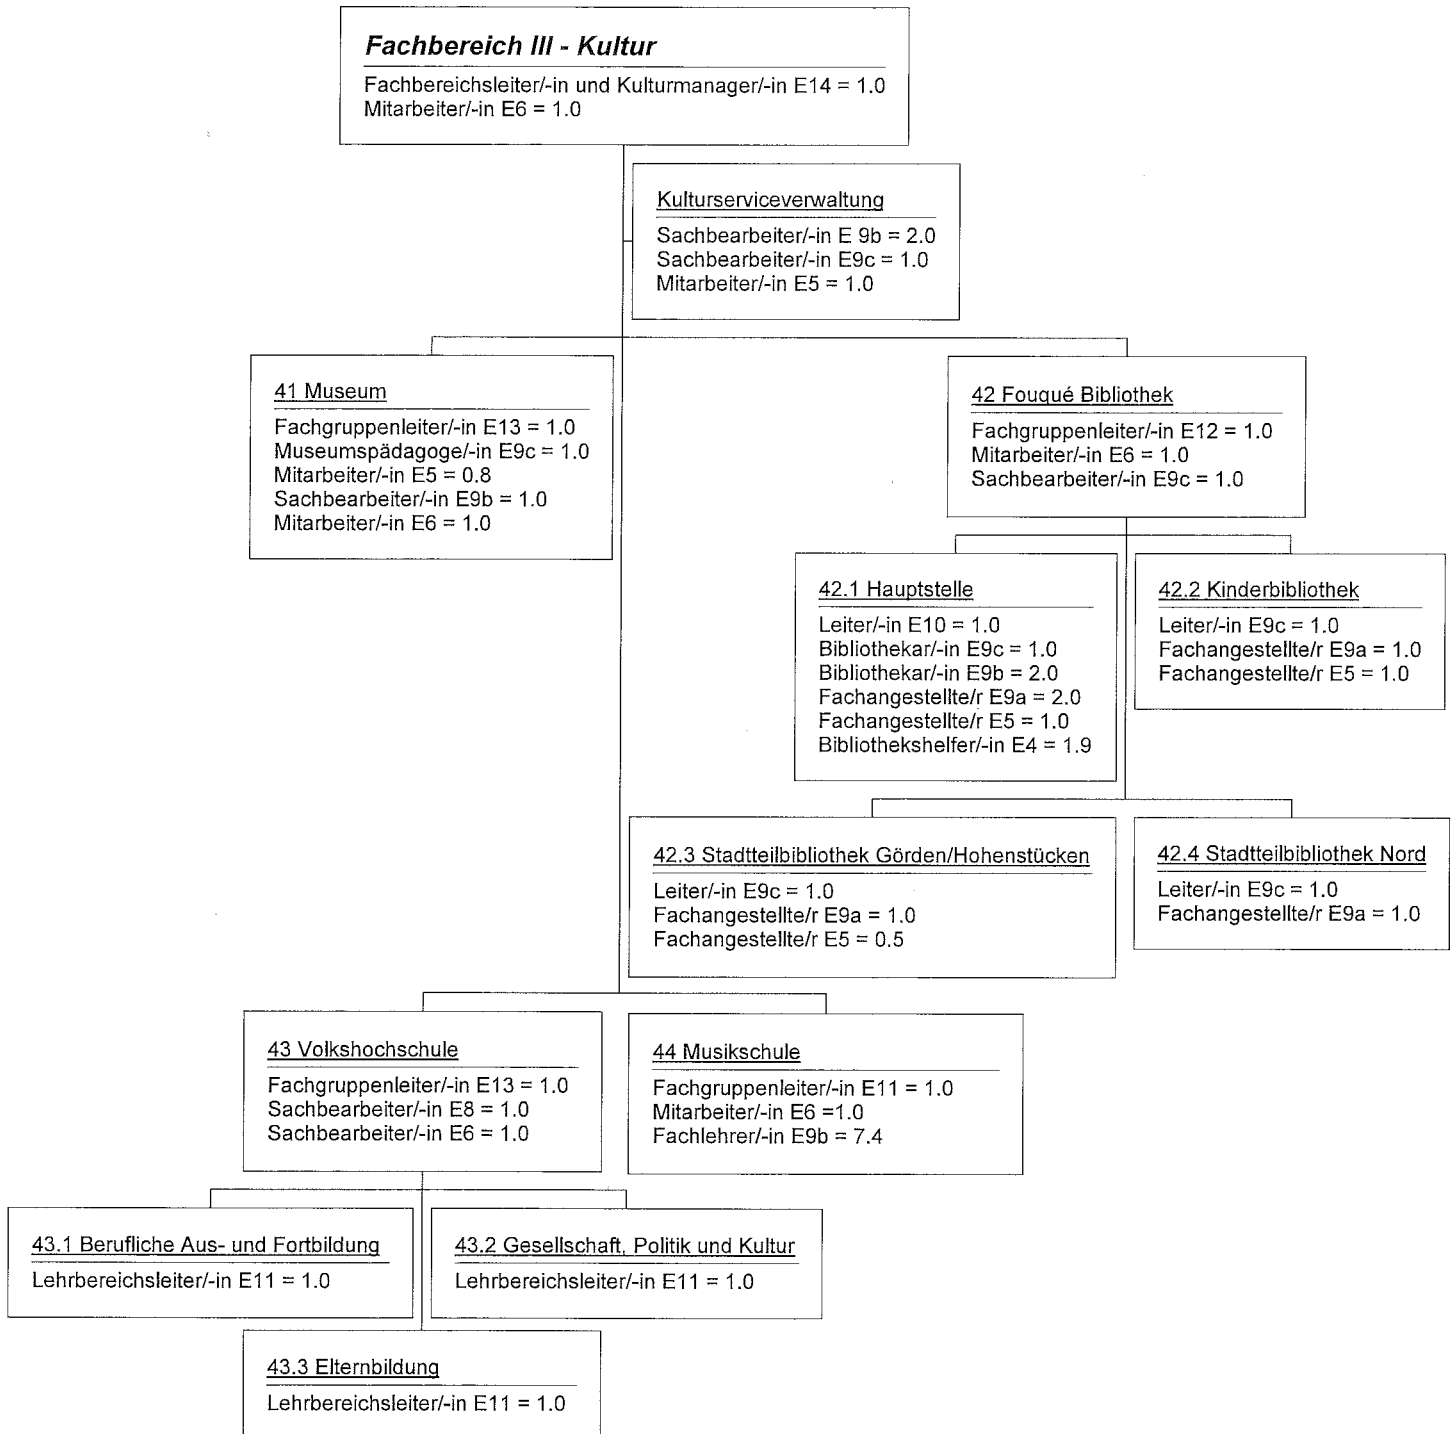 Fachbereich III - Kultur
Fachbereichsleiter/-in und Kulturmanager/-in E14 = 1.0
Mitarbeiter/-in E6 = 1.0
Kulturserviceverwaltung
Sachbearbeiter/-in E 9b = 2.0
Sachbearbeiter/-in E9c = 1.0
Mitarbeiter/-in E5 = 1.0
41 Museum
Fachgruppenleiter/-in E13 = 1.0
Museumspädagoge/-in E9c = 1.0
Mitarbeiter/-in E5 = 0.8
Sachbearbeiter/-in E9b = 1.0
Mitarbeiter/-in E6 = 1.0
42 Fouqué Bibliothek
Fachgruppenleiter/-in E12 = 1.0
Mitarbeiter/-in E6 = 1.0
Sachbearbeiter/-in E9c = 1.0
42.1 Hauptstelle
Leiter/-in E10 = 1.0
Bibliothekar/-in E9c = 1.0
Bibliothekar/-in E9b = 2.0
Fachangestellte/r E9a = 2.0
Fachangestellte/r E5 = 1.0
Bibliothekshelfer/-in E4 = 1.9
42.2 Kinderbibliothek
Leiter/-in E9c = 1.0
Fachangestellte/r E9a = 1.0
Fachangestellte/r E5 = 1.0
42.3 Stadtteilbibliothek Görden/Hohenstücken
Leiter/-in E9c = 1.0
Fachangestellte/r E9a = 1.0
Fachangestellte/r E5 = 0.5
42.4 Stadtteilbibliothek Nord
Leiter/-in E9c = 1.0
Fachangestellte/r E9a = 1.0
43 Volkshochschule
Fachgruppenleiter/-in E13 = 1.0
Sachbearbeiter/-in E8 = 1.0
Sachbearbeiter/-in E6 = 1.0
44 Musikschule
Fachgruppenleiter/-in E11 = 1.0
Mitarbeiter/-in E6 =1.0
Fachlehrer/-in E9b = 7.4
43.1 Berufliche Aus- und Fortbildung
Lehrbereichsleiter/-in E11 = 1.0
43.2 Gesellschaft, Politik und Kultur
Lehrbereichsleiter/-in E11 = 1.0
43.3 Elternbildung
Lehrbereichsleiter/-in E11 = 1.0